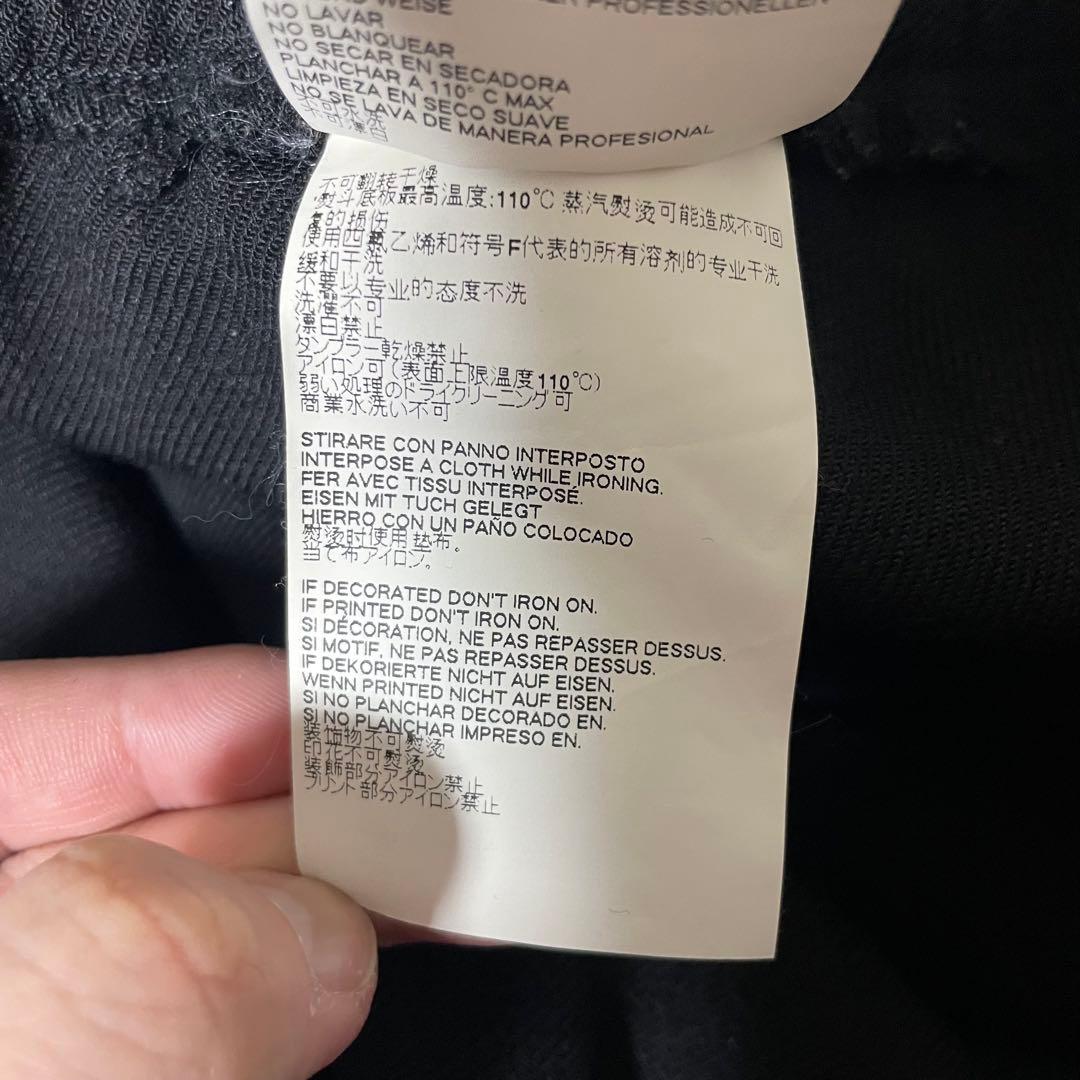 WEISE
PROFESSIONELLEN
NO LAVAR
NO BLANQUEAR
NO SECAR EN SECADORA
PLANCHAR A 110° C MAX
LIMPIEZA EN SECO SUAVE
NO SE LAVA DE MANERA PROFESIONAL
不可水洗
不可漂白
不可翻转干燥
熨斗底板最高温度:110℃ 蒸汽熨烫可能造成不可回
复的损伤
使用四氯乙烯和符号F代表的所有溶剂的专业干洗
缓和干洗
不要以专业的态度不洗
洗濯不可
漂白禁止
タンブラー乾燥禁止
アイロン可(表面上限温度110℃)
弱い処理のドライクリーニング可
商業水洗い不可
STIRARE CON PANNO INTERPOSTO
INTERPOSE A CLOTH WHILE IRONING.
FER AVEC TISSU INTERPOSÉ.
EISEN MIT TUCH GELEGT
HIERRO CON UN PAÑO COLOCADO
熨烫时使用垫布。
当て布アイロン。
IF DECORATED DON'T IRON ON.
IF PRINTED DON'T IRON ON.
SI DÉCORATION, NE PAS REPASSER DESSUS.
SI MOTIF, NE PAS REPASSER DESSUS.
IF DEKORIERTE NICHT AUF EISEN.
WENN PRINTED NICHT AUF EISEN.
SI NO PLANCHAR DECORADO EN.
SI NO PLANCHAR IMPRESO EN.
装饰物不可熨烫
印花不可熨烫
装飾部分アイロン禁止
プリント部分アイロン禁止